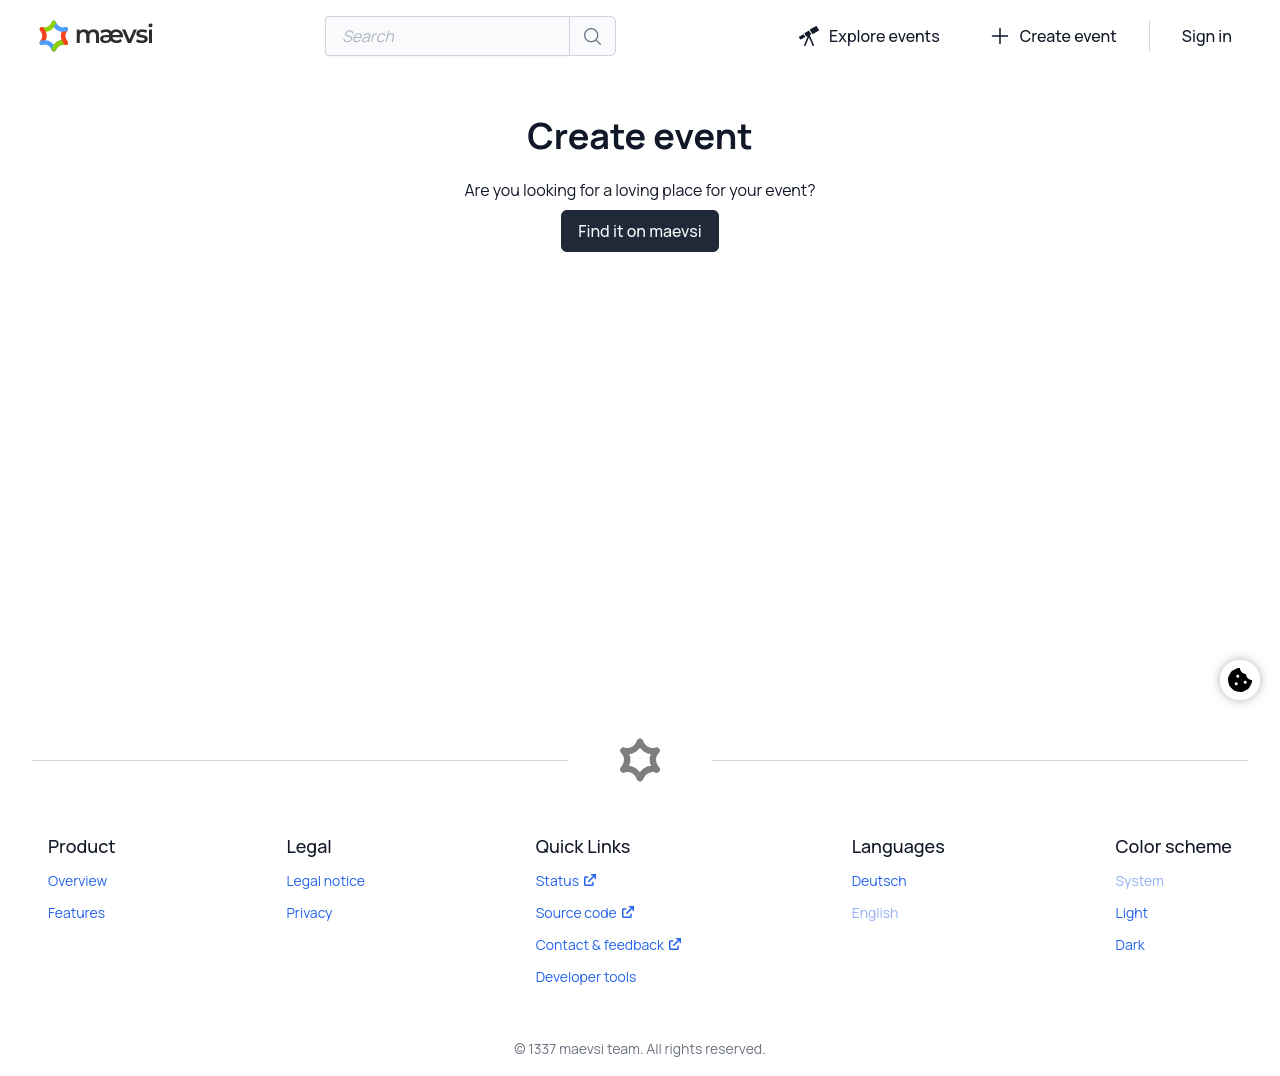 mævsi
Search
Explore events
Create event
Sign in
Create event
Are you looking for a loving place for your event?
Find it on maevsi
Product
Overview
Features
Legal
Legal notice
Privacy
Quick Links
Status
Source code
Contact & feedback
Developer tools
Languages
Deutsch
English
Color scheme
System
Light
Dark
© 1337 maevsi team. All rights reserved.